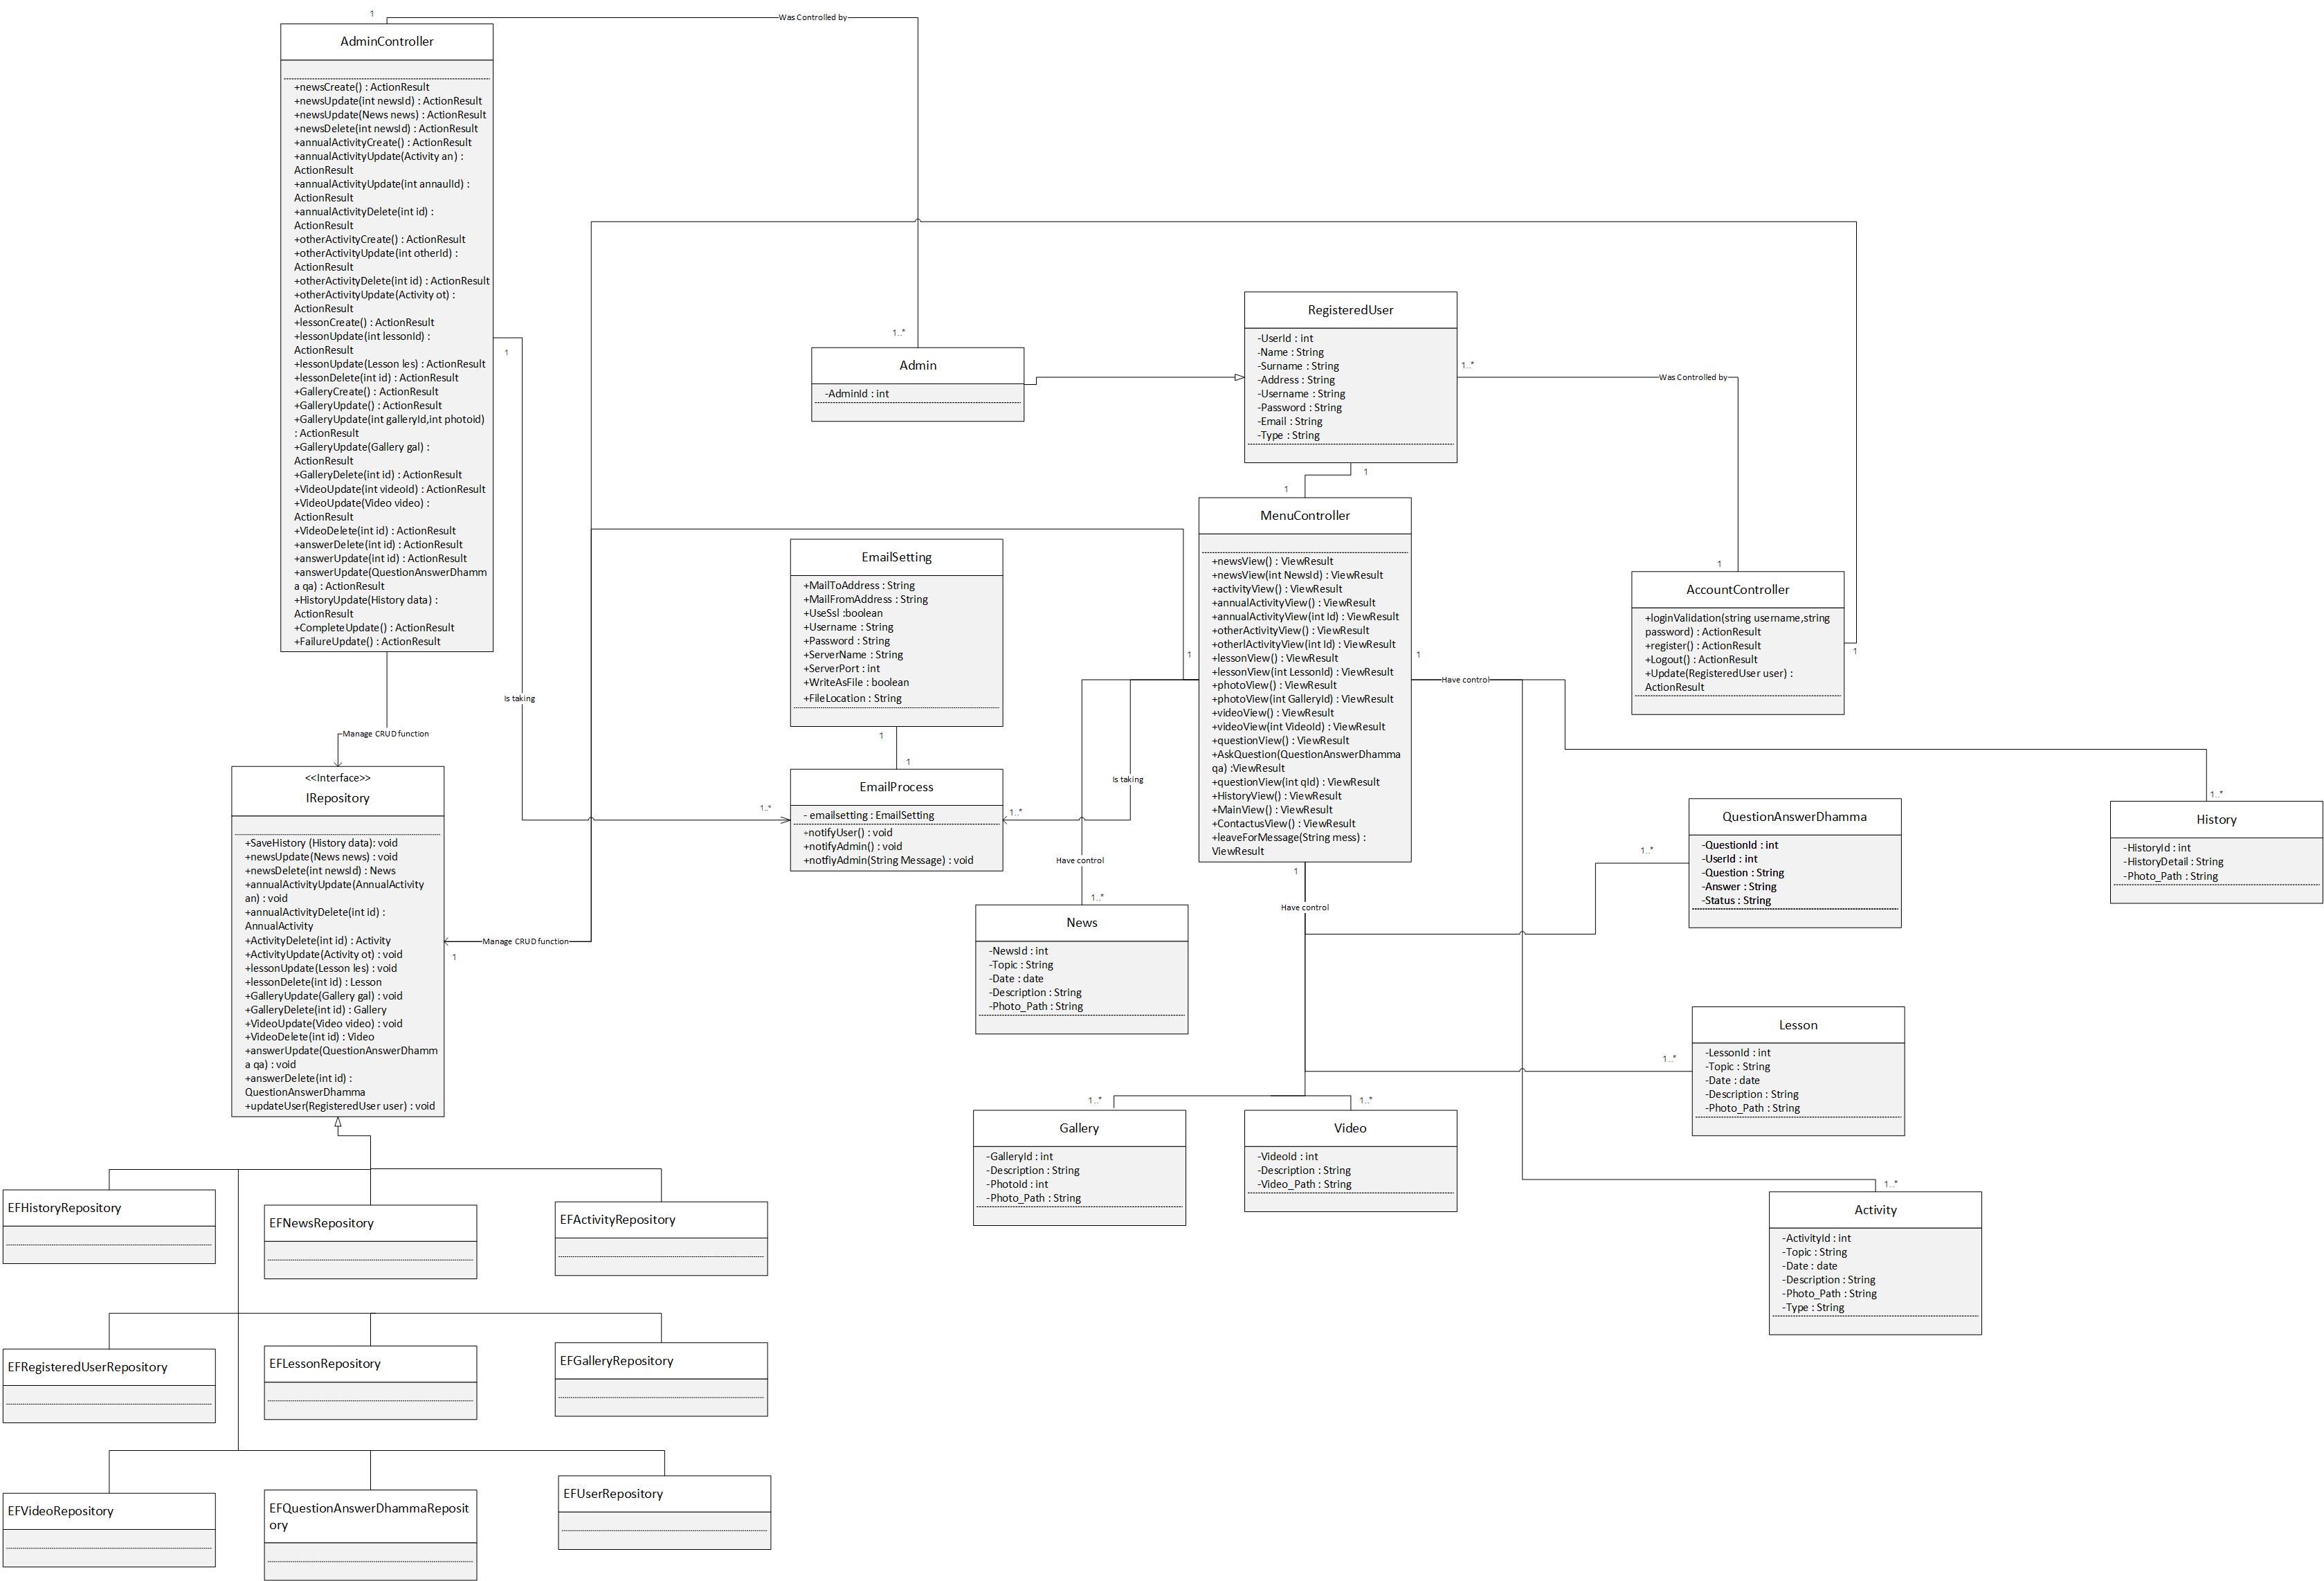 1
Was Controlled by
AdminController
+newsCreate() : ActionResult
+newsUpdate(int newsId) : ActionResult
+newsUpdate(News news) : ActionResult
+newsDelete(int newsId) : ActionResult
+annualActivityCreate() : ActionResult
+annualActivityUpdate(Activity an) :
ActionResult
+annualActivityUpdate(int annaulId) :
ActionResult
+annualActivityDelete(int id) :
ActionResult
+otherActivityCreate() : ActionResult
+otherActivityUpdate(int otherId) :
ActionResult
+otherActivityDelete(int id) : ActionResult
+otherActivityUpdate(Activity ot) :
ActionResult
+lessonCreate() : ActionResult
+lessonUpdate(int lessonId) :
ActionResult
+lessonUpdate(Lesson les) : ActionResult
+lessonDelete(int id) : ActionResult
+GalleryCreate() : ActionResult
+GalleryUpdate() : ActionResult
+GalleryUpdate(int galleryId,int photoid)
: ActionResult
+GalleryUpdate(Gallery gal) :
ActionResult
+GalleryDelete(int id) : ActionResult
+VideoUpdate(int videoId) : ActionResult
+VideoUpdate(Video video) :
ActionResult
+VideoDelete(int id) : ActionResult
+answerDelete(int id) : ActionResult
+answerUpdate(int id) : ActionResult
+answerUpdate(QuestionAnswerDhamm
a qa) : ActionResult
+HistoryUpdate(History data) :
ActionResult
+CompleteUpdate() : ActionResult
+FailureUpdate() : ActionResult
1
Is taking
1..*
1..*
Admin
-AdminId : int
RegisteredUser
-UserId : int
-Name : String
-Surname : String
-Address : String
-Username : String
-Password : String
-Email : String
-Type : String
1..*
Was Controlled by
1
1
1
MenuController
+newsView() : ViewResult
+newsView(int NewsId) : ViewResult
+activityView() : ViewResult
+annualActivityView() : ViewResult
+annualActivityView(int Id) : ViewResult
+otherActivityView() : ViewResult
+otherlActivityView(int Id) : ViewResult
+lessonView() : ViewResult
+lessonView(int LessonId) : ViewResult
+photoView() : ViewResult
+photoView(int GalleryId) : ViewResult
+videoView() : ViewResult
+videoView(int VideoId) : ViewResult
+questionView() : ViewResult
+AskQuestion(QuestionAnswerDhamma
qa) :ViewResult
+questionView(int qId) : ViewResult
+HistoryView() : ViewResult
+MainView() : ViewResult
+ContactusView() : ViewResult
+leaveForMessage(String mess) :
ViewResult
AccountController
+loginValidation(string username,string
password) : ActionResult
+register() : ActionResult
+Logout() : ActionResult
+Update(RegisteredUser user) :
ActionResult
1
EmailSetting
+MailToAddress : String
+MailFromAddress : String
+UseSsl :boolean
+Username : String
+Password : String
+ServerName : String
+ServerPort : int
+WriteAsFile : boolean
+FileLocation : String
1
1
EmailProcess
- emailsetting : EmailSetting
+notifyUser() : void
+notifyAdmin() : void
+notfiyAdmin(String Message) : void
1..*
Is taking
1
1
Have control
Have control
1
Have control
Manage CRUD function
<<Interface>>
IRepository
+SaveHistory (History data): void
+newsUpdate(News news) : void
+newsDelete(int newsId) : News
+annualActivityUpdate(AnnualActivity
an) : void
+annualActivityDelete(int id) :
AnnualActivity
+ActivityDelete(int id) : Activity
+ActivityUpdate(Activity ot) : void
+lessonUpdate(Lesson les) : void
+lessonDelete(int id) : Lesson
+GalleryUpdate(Gallery gal) : void
+GalleryDelete(int id) : Gallery
+VideoUpdate(Video video) : void
+VideoDelete(int id) : Video
+answerUpdate(QuestionAnswerDhamm
a qa) : void
+answerDelete(int id) :
QuestionAnswerDhamma
+updateUser(RegisteredUser user) : void
Manage CRUD function
1
1..*
News
-NewsId : int
-Topic : String
-Date : date
-Description : String
-Photo_Path : String
1..*
QuestionAnswerDhamma
-QuestionId : int
-UserId : int
-Question : String
-Answer : String
-Status : String
1..*
History
-HistoryId : int
-HistoryDetail : String
-Photo_Path : String
1..*
Lesson
-LessonId : int
-Topic : String
-Date : date
-Description : String
-Photo_Path : String
1..*
Gallery
-GalleryId : int
-Description : String
-PhotoId : int
-Photo_Path : String
1..*
Video
-VideoId : int
-Description : String
-Video_Path : String
1..*
Activity
-ActivityId : int
-Topic : String
-Date : date
-Description : String
-Photo_Path : String
-Type : String
EFHistoryRepository
EFNewsRepository
EFActivityRepository
EFRegisteredUserRepository
EFLessonRepository
EFGalleryRepository
EFVideoRepository
EFQuestionAnswerDhammaReposit
ory
EFUserRepository